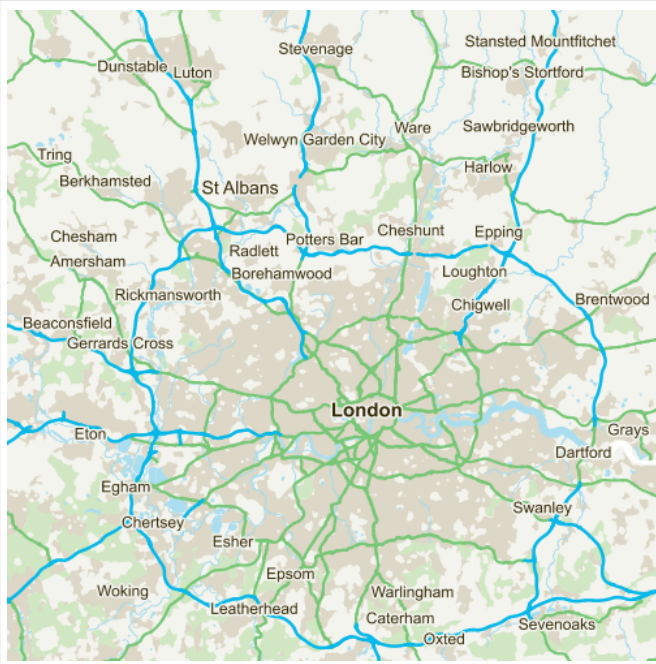 Stansted Mountfitchet
Stevenage
Dunstable
Luton
Bishop's Stortford
Ware
Sawbridgeworth
Welwyn Garden City
Tring
Harlow
Berkhamsted
St Albans
Chesham
Cheshunt
Epping
Potters Bar
Radlett
Amersham
Borehamwood
Loughton
Rickmansworth
Chigwell
Brentwood
Beaconsfield
Gerrards Cross
London
Eton
Grays
Dartford
Egham
Swanley
Chertsey
Esher
Epsom
Woking
Warlingham
Leatherhead
Caterham
Sevenoaks
Oxted